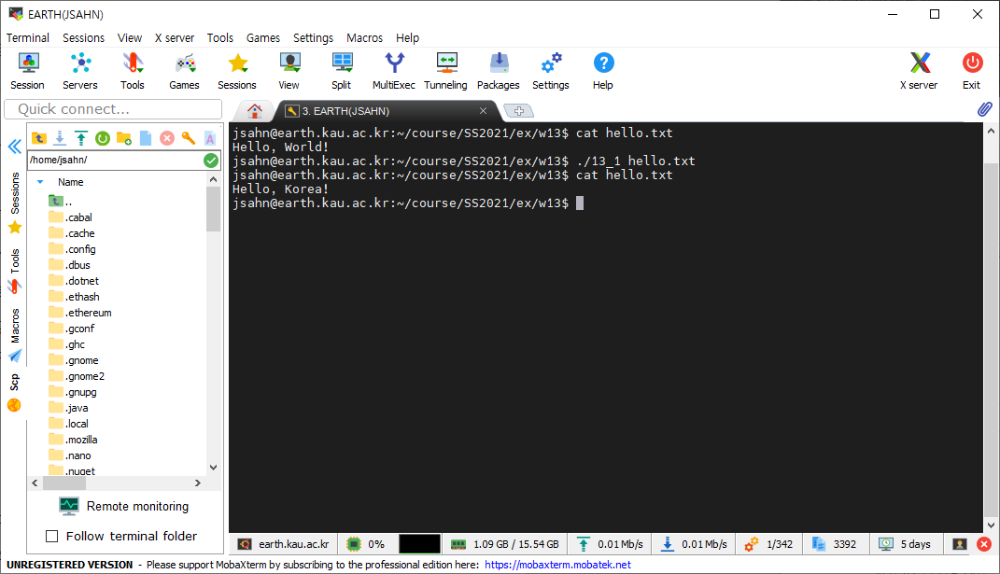 EARTH(JSAHN)
Terminal Sessions View X server Tools Games Settings Macros Help
Session Servers Tools Games Sessions View Split MultiExec Tunneling Packages Settings Help X server Exit
Quick connect...
3. EARTH(JSAHN)
/home/jsahn/
Name
..
.cabal
.cache
.config
.dbus
.dotnet
.ethash
.ethereum
.gconf
.ghc
.gnome
.gnome2
.gnupg
.java
.local
.mozilla
.nano
.nuget
Sessions
Tools
Macros
Scp
Remote monitoring
Follow terminal folder
jsahn@earth.kau.ac.kr:~/course/SS2021/ex/w13$ cat hello.txt
Hello, World!
jsahn@earth.kau.ac.kr:~/course/SS2021/ex/w13$ ./13_1 hello.txt
jsahn@earth.kau.ac.kr:~/course/SS2021/ex/w13$ cat hello.txt
Hello, Korea!
jsahn@earth.kau.ac.kr:~/course/SS2021/ex/w13$
earth.kau.ac.kr 0% 1.09 GB / 15.54 GB 0.01 Mb/s 0.01 Mb/s 1/342 3392 5 days
UNREGISTERED VERSION - Please support MobaXterm by subscribing to the professional edition here: https://mobaxterm.mobatek.net